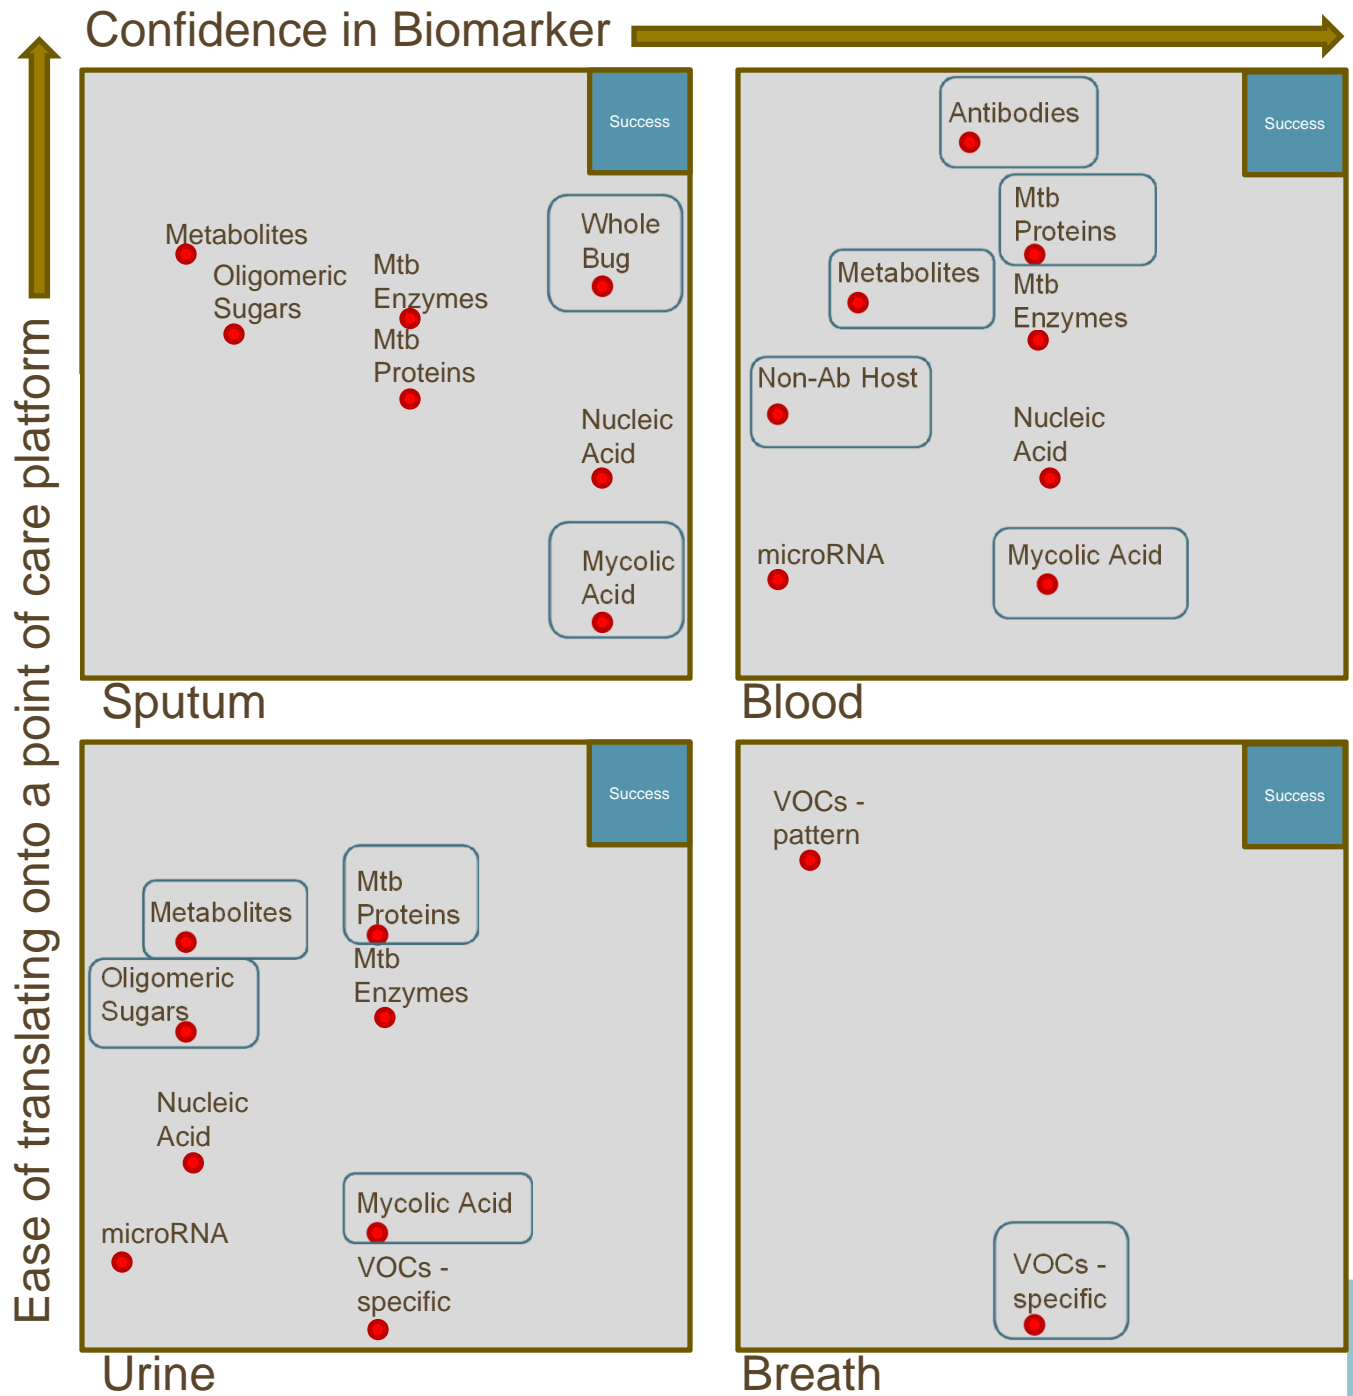 Confidence in Biomarker
Ease of translating onto a point of care platform
Success
Metabolites
Oligomeric
Sugars
Mtb
Enzymes
Mtb
Proteins
Whole
Bug
Nucleic
Acid
Mycolic
Acid
Sputum
Success
Antibodies
Mtb
Proteins
Metabolites
Mtb
Enzymes
Non-Ab Host
Nucleic
Acid
microRNA
Mycolic Acid
Blood
Success
Mtb
Proteins
Metabolites
Mtb
Enzymes
Oligomeric
Sugars
Nucleic
Acid
Mycolic Acid
microRNA
VOCs -
specific
Urine
Success
VOCs -
pattern
VOCs -
specific
Breath